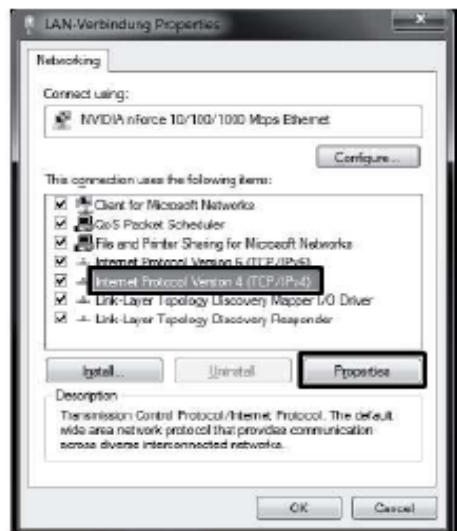 LAN-Verbindung Properties
Networking
Connect using:
NVIDIA nForce 10/100/1000 Mbps Ethernet
Configure...
This connection uses the following items:
Client for Microsoft Networks
QoS Packet Scheduler
File and Printer Sharing for Microsoft Networks
Internet Protocol Version 6 (TCP/IPv6)
Internet Protocol Version 4 (TCP/IPv4)
Link-Layer Topology Discovery Mapper I/O Driver
Link-Layer Topology Discovery Responder
Install...
Uninstall
Properties
Description
Transmission Control Protocol/Internet Protocol. The default
wide area network protocol that provides communication
across diverse interconnected networks.
OK
Cancel